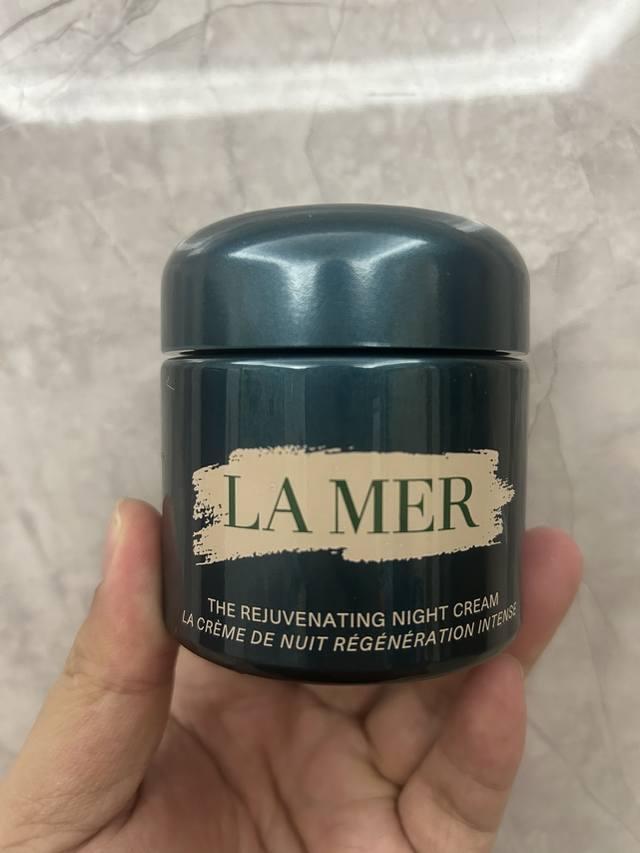 LA MER
THE REJUVENATING NIGHT CREAM
LA CRÈME DE NUIT RÉGÉNÉRATION INTENSE